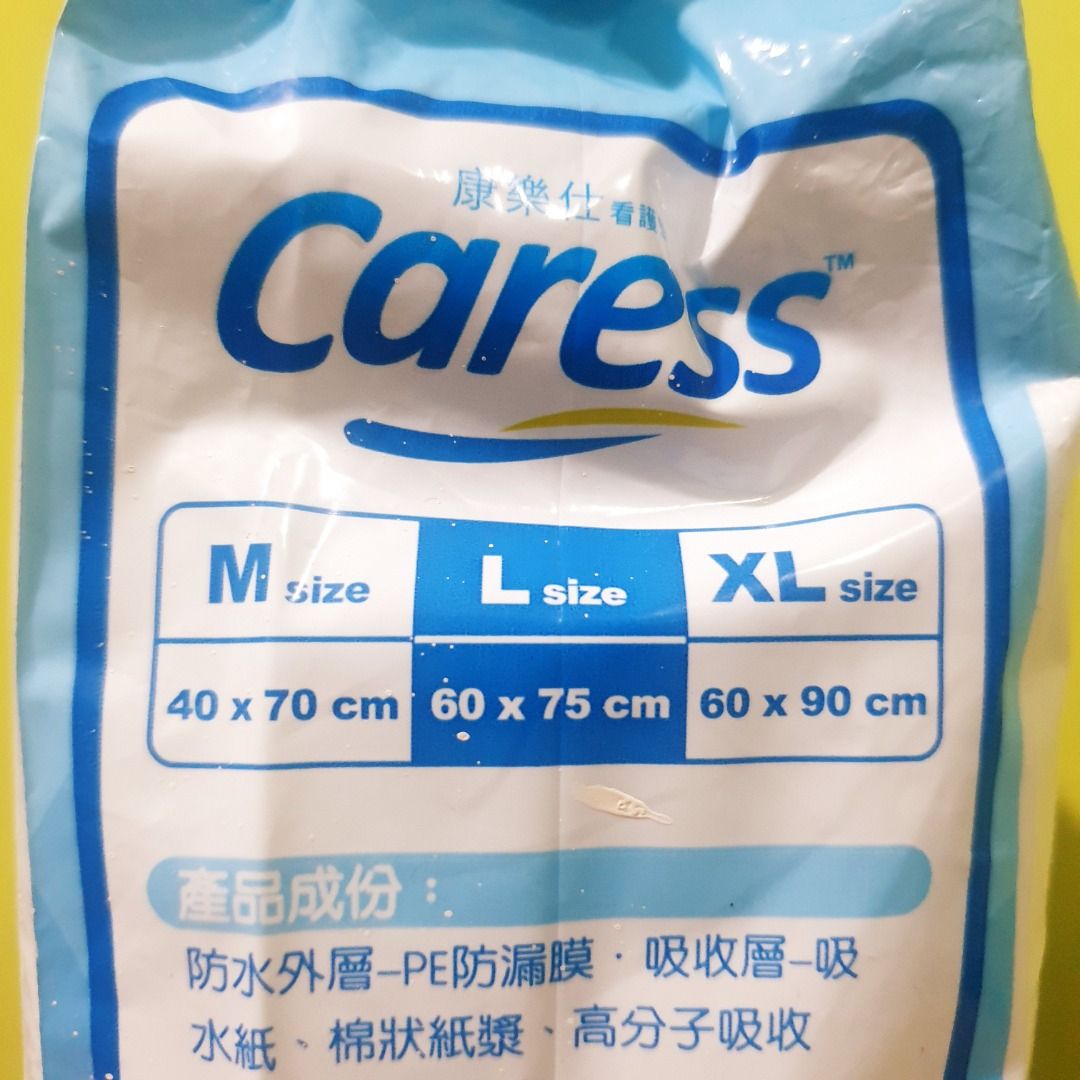 康樂仕 看護
Caress™
M size L size XL size
40 x 70 cm 60 x 75 cm 60 x 90 cm
產品成份：
防水外層-PE防漏膜·吸收層-吸
水紙、棉狀紙漿、高分子吸收